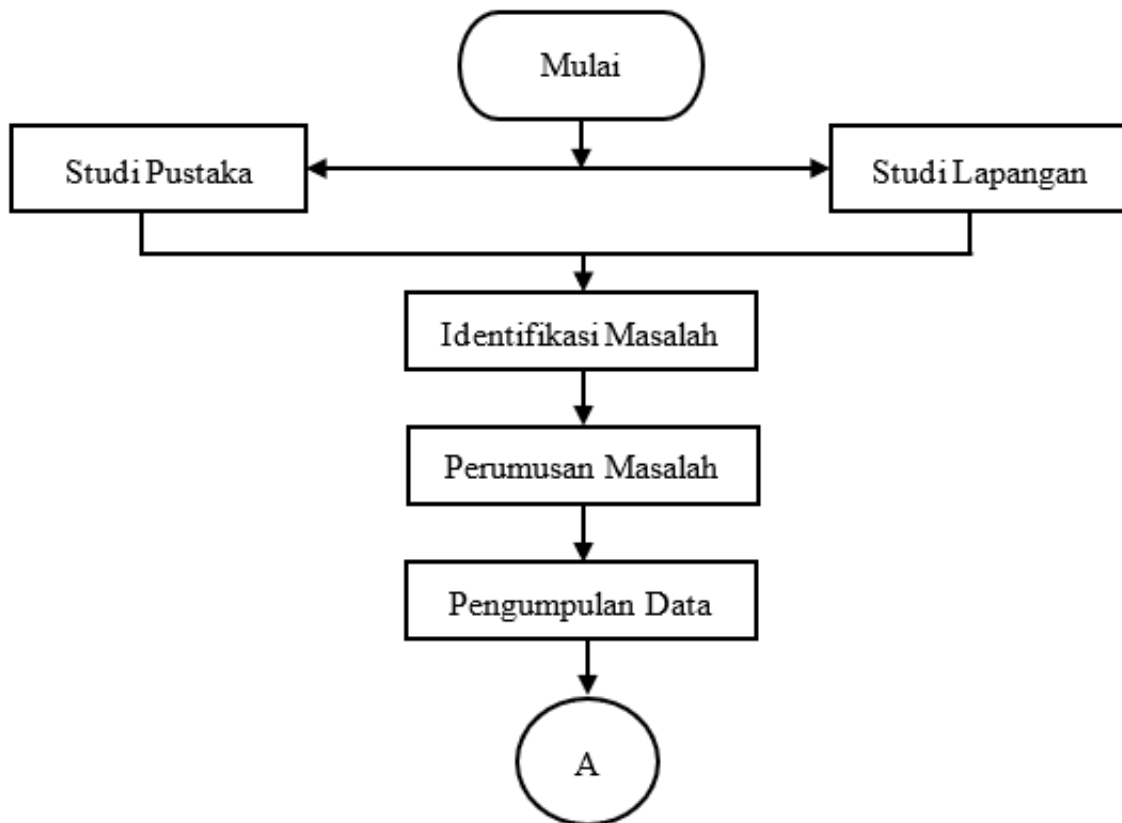 Mulai
Studi Pustaka
Studi Lapangan
Identifikasi Masalah
Perumusan Masalah
Pengumpulan Data
A